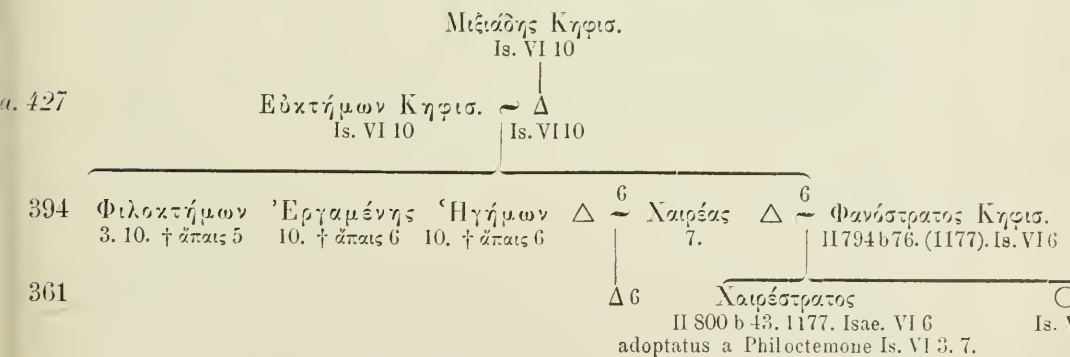 Μιξιάδης Κηφισ.
Is. VI 10
a. 427 Εὐκτήμων Κηφισ. ~ Δ
Is. VI 10 Is. VI 10
6 6
394 Φιλοκτήμων Ἐργαμένης Ἡγήμων Δ ~ Χαιρέας Δ ~ Φανόστρατος Κηφισ.
3. 10. † ἄπαις 5 10. † ἄπαις 6 10. † ἄπαις 6 7. II 794 b 76. (1177). Is. VI 6
361 Δ 6 Χαιρέστρατος
II 800 b 43. 1177. Isae. VI 6 Is.
adoptatus a Philoctemone Is. VI 3. 7.